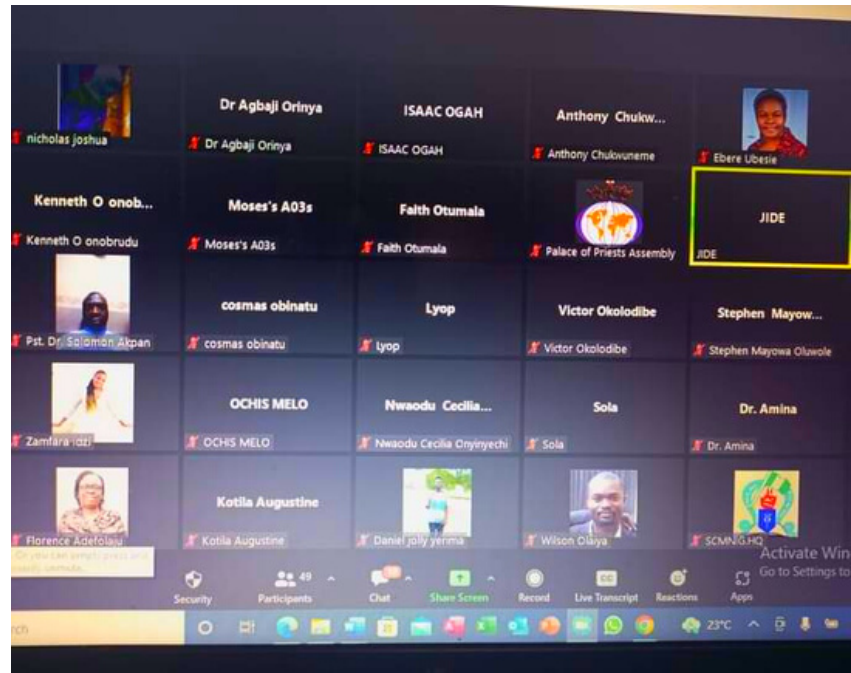 Dr Agbaji Orinya
ISAAC OGAH
Anthony Chukw...
nicholas joshua
Dr Agbaji Orinya
ISAAC OGAH
Anthony Chukwuneme
Ebere Ubesie
Kenneth O onob...
Moses's A03s
Faith Otumala
JIDE
Kenneth O onobrudu
Moses's A03s
Faith Otumala
Palace of Priests Assembly
JIDE
cosmas obinatu
Lyop
Victor Okolodibe
Stephen Mayow...
Pst. Dr. Solomon Akpan
cosmas obinatu
Lyop
Victor Okolodibe
Stephen Mayowa Oluwole
OCHIS MELO
Nwaodu Cecilia...
Sola
Dr. Amina
Zamfara
OCHIS MELO
Nwaodu Cecilia Onyinyechi
Sola
Dr. Amina
Kotila Augustine
Florence Adefolaju
Kotila Augustine
Daniel jolly yerima
Wilson Olaiya
SCMNIG.HQ
Activate Win
Go to Settings to
49
Security
Participants
Chat
Share Screen
Record
CC
Live Transcript
Reactions
Apps
23°C